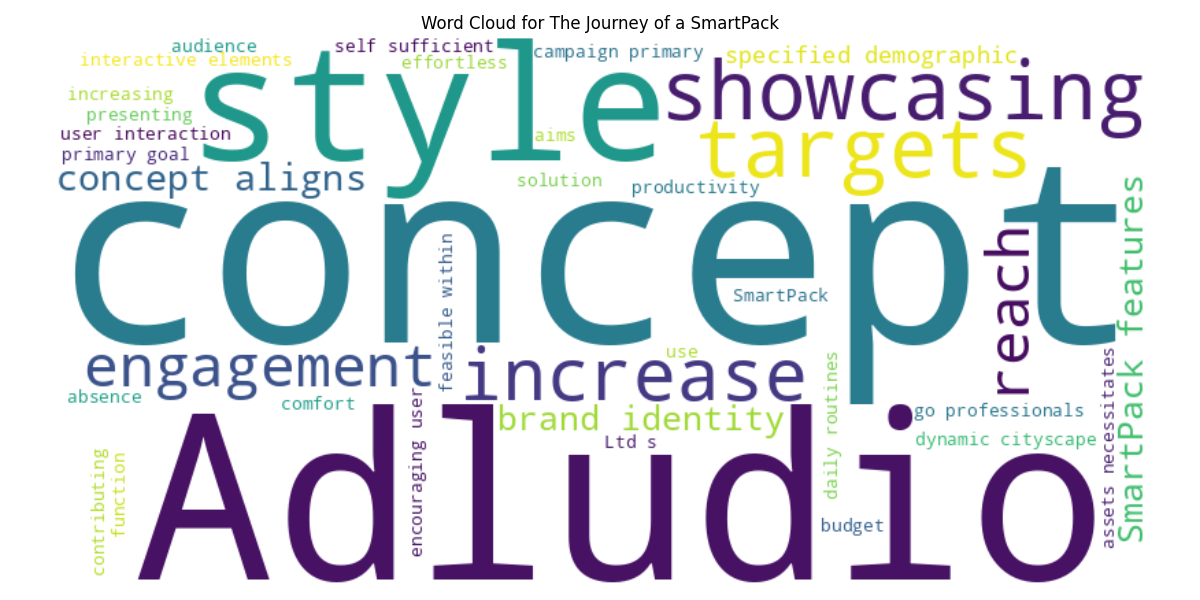 Word Cloud for The Journey of a SmartPack
audience
self sufficient
campaign primary
specified demographic
interactive elements
effortless
style
showcasing
increasing
presenting
user interaction
aims
targets
primary goal
concept aligns
solution
productivity
concept
SmartPack
reach
SmartPack features
feasible within
engagement
increase
use
absence
comfort
brand identity
go professionals
Ltd s
dynamic cityscape
daily routines
assets necessitates
encouraging user
contributing
function
Adludio
budget